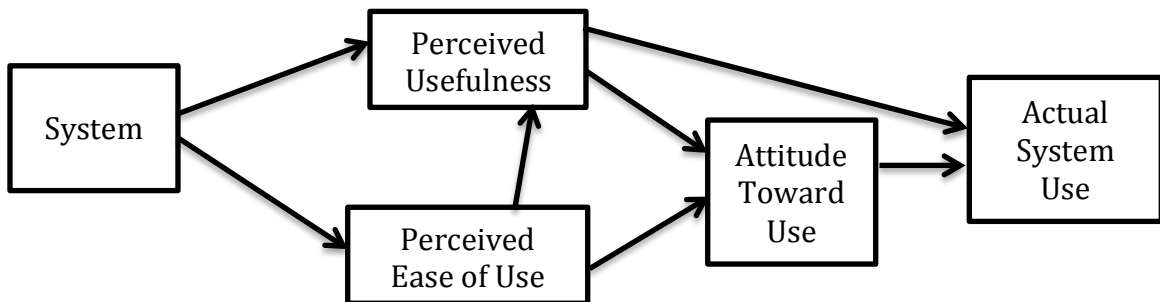 System
Perceived
Usefulness
Perceived
Ease of Use
Attitude
Toward
Use
Actual
System
Use